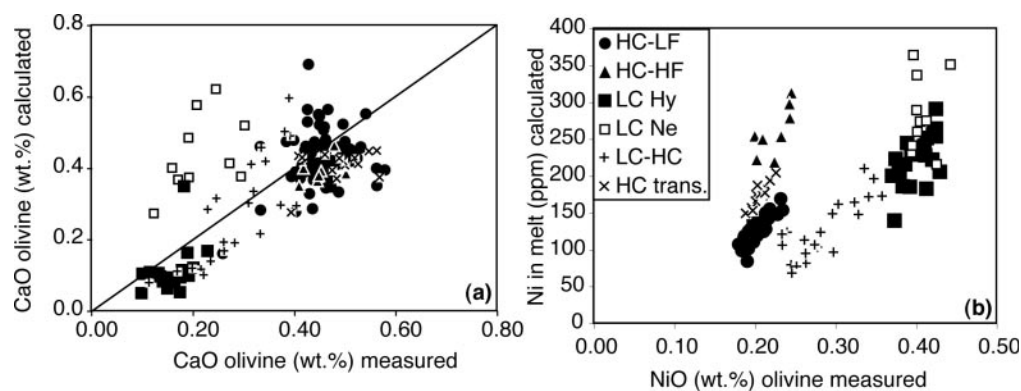 0.8
0.6
0.4
0.2
0.0
0.00
0.20
0.40
0.60
0.80
CaO olivine (wt.%) calculated
CaO olivine (wt.%) measured
(a)
400
350
300
250
200
150
100
50
0
0.00
0.10
0.20
0.30
0.40
0.50
Ni in melt (ppm) calculated
NiO (wt.%) olivine measured
HC-LF
HC-HF
LC Hy
LC Ne
LC-HC
HC trans.
(b)